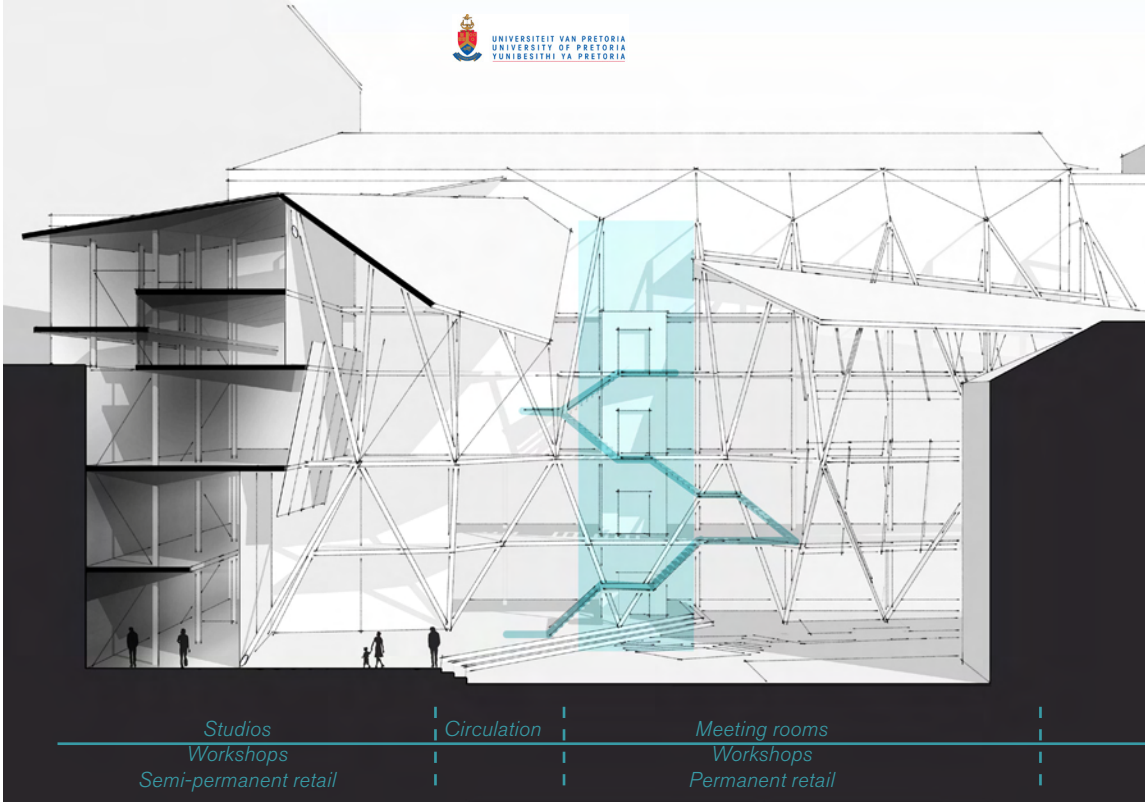 UNIVERSITEIT VAN PRETORIA
UNIVERSITY OF PRETORIA
YUNIBESITHI YA PRETORIA
Studios
Circulation
Meeting rooms
Workshops
Workshops
Semi-permanent retail
Permanent retail